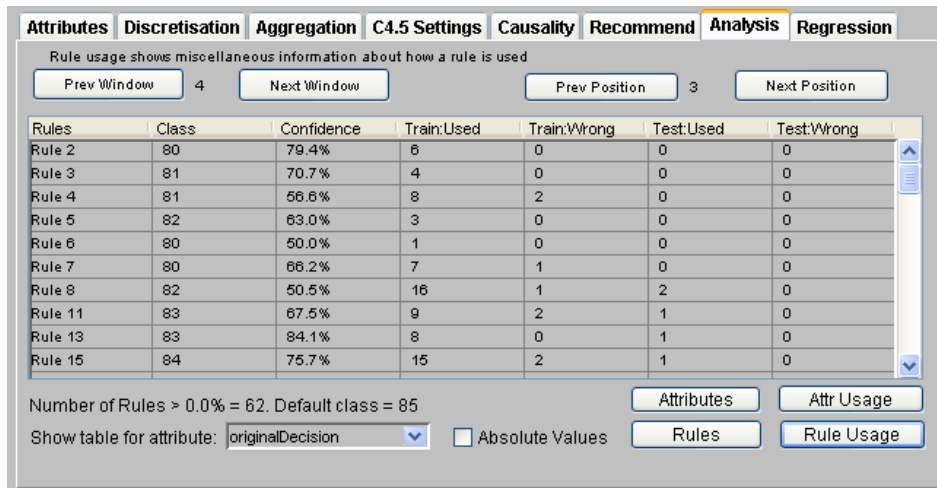 Attributes Discretisation Aggregation C4.5 Settings Causality Recommend Analysis Regression
Rule usage shows miscellaneous information about how a rule is used
Prev Window 4 Next Window Prev Position 3 Next Position
Rules Class Confidence Train:Used Train:Wrong Test:Used Test:Wrong
Rule 2 80 79.4% 6 0 0 0
Rule 3 81 70.7% 4 0 0 0
Rule 4 81 56.6% 8 2 0 0
Rule 5 82 63.0% 3 0 0 0
Rule 6 80 50.0% 1 0 0 0
Rule 7 80 66.2% 7 1 0 0
Rule 8 82 50.5% 16 1 2 0
Rule 11 83 67.5% 9 2 1 0
Rule 13 83 84.1% 8 0 1 0
Rule 15 84 75.7% 15 2 1 0
Number of Rules > 0.0% = 62. Default class = 85 Attributes Attr Usage
Show table for attribute: originalDecision Absolute Values Rules Rule Usage